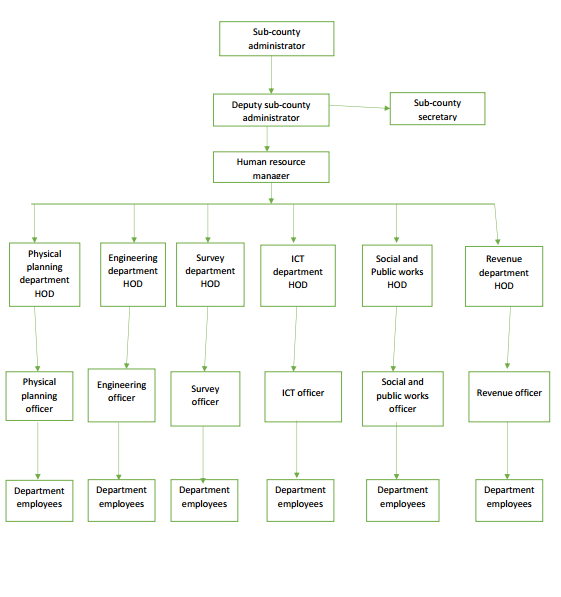 Sub-county
administrator
Deputy sub-county
administrator
Sub-county
secretary
Human resource
manager
Physical
planning
department
HOD
Engineering
department
HOD
Survey
department
HOD
ICT
department
HOD
Social and
Public works
HOD
Revenue
department
HOD
Physical
planning
officer
Engineering
officer
Survey
officer
ICT officer
Social and
public works
officer
Revenue officer
Department
employees
Department
employees
Department
employees
Department
employees
Department
employees
Department
employees